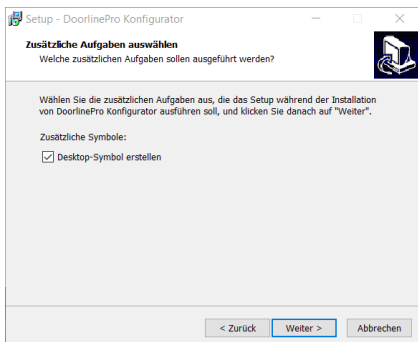 Setup - DoorlinePro Konfigurator
Zusätzliche Aufgaben auswählen
Welche zusätzlichen Aufgaben sollen ausgeführt werden?
Wählen Sie die zusätzlichen Aufgaben aus, die das Setup während der Installation
von DoorlinePro Konfigurator ausführen soll, und klicken Sie danach auf "Weiter".
Zusätzliche Symbole:
Desktop-Symbol erstellen
< Zurück Weiter > Abbrechen